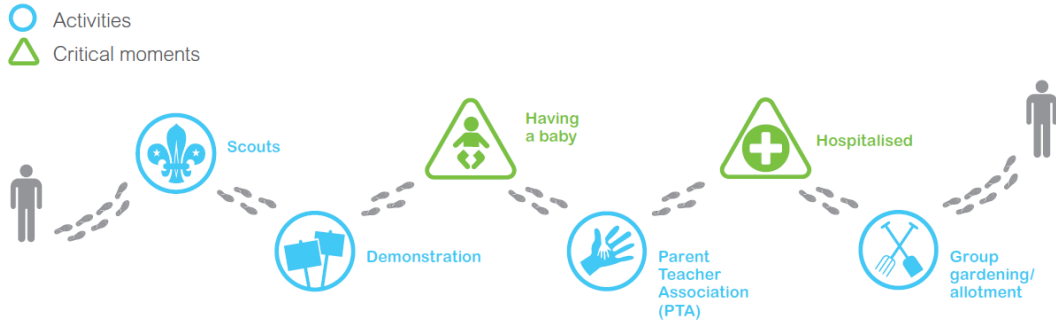 Activities
Critical moments
Scouts
Demonstration
Having
a baby
Parent
Teacher
Association
(PTA)
Hospitalised
Group
gardening/
allotment